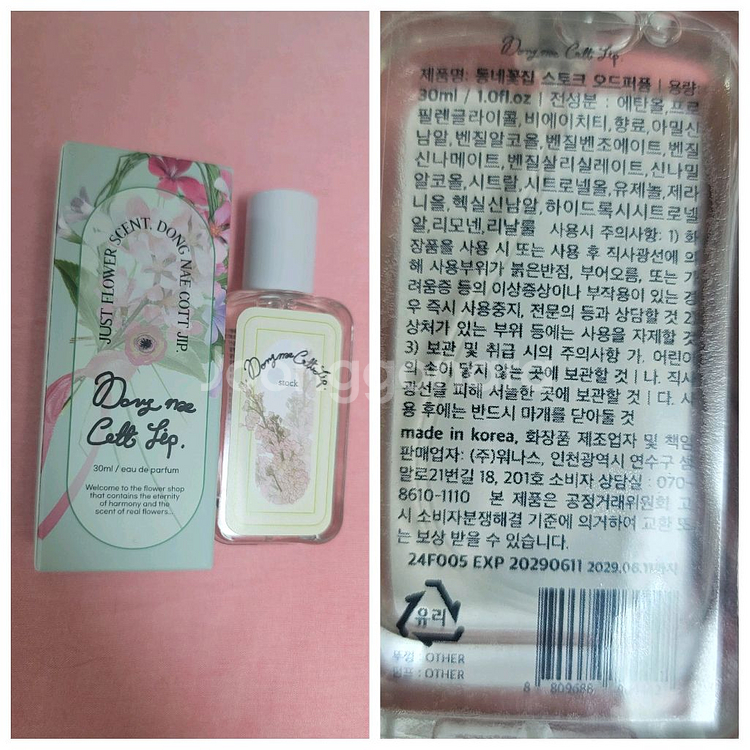 JUST FLOWER SCENT. DONG NAE COTT JIP.
Dong nae
Cott Jip.
30ml / eau de parfum
Welcome to the flower shop
that contains the eternity
of harmony and the
scent of real flowers...
Dong nae Cott Jip.
stock
Dong nae Cott Jip.
제품명: 동네꽃집 스토크 오드퍼퓸 | 용량
30ml / 1.0fl.oz | 전성분 : 에탄올,프로
필렌글라이콜,비에이치티,향료,아밀신
남알,벤질알코올,벤질벤조에이트,벤질
신나메이트,벤질살리실레이트,신나밀
알코올,시트랄,시트로넬올,유제놀,제라
니올,헥실신남알,하이드록시시트로넬
알,리모넨,리날룰 사용시 주의사항: 1) 화
장품을 사용 시 또는 사용 후 직사광선에 의
해 사용부위가 붉은반점, 부어오름, 또는 가
려움증 등의 이상증상이나 부작용이 있는 경
우 즉시 사용중지, 전문의 등과 상담할 것 2)
상처가 있는 부위 등에는 사용을 자제할 것
3) 보관 및 취급 시의 주의사항 가. 어린이
의 손이 닿지 않는 곳에 보관할 것 | 나. 직사
광선을 피해 서늘한 곳에 보관할 것 | 다. 사
용 후에는 반드시 마개를 닫아둘 것
made in korea, 화장품 제조업자 및 책임
판매업자: (주)워나스, 인천광역시 연수구 샘
말로21번길 18, 201호 소비자 상담실 : 070-
8610-1110 본 제품은 공정거래위원회 고
시 소비자분쟁해결 기준에 의거하여 교환 또
는 보상 받을 수 있습니다.
24F005 EXP 20290611 2029.06.11까지
유리
뚜껑 : OTHER
펌프 : OTHER
8 809688